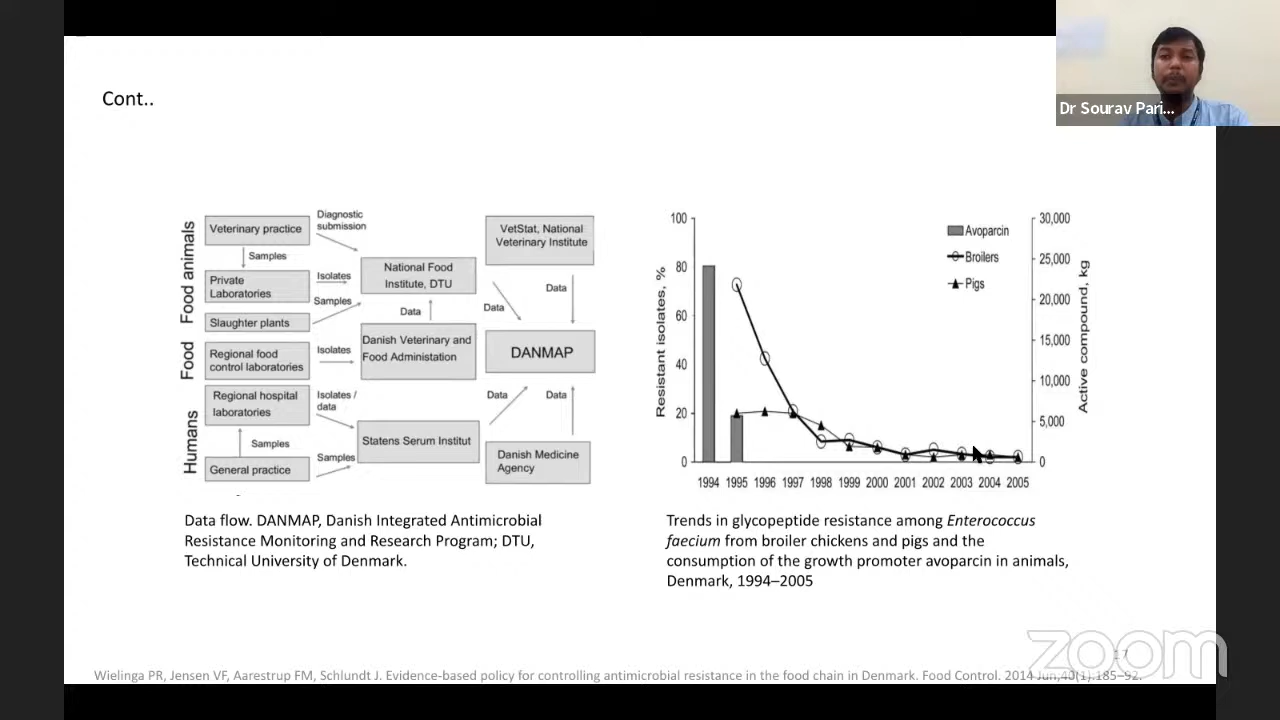 Dr Sourav Pari...
Cont..
Food animals
Food
Humans
Veterinary practice
Diagnostic
submission
Samples
Private
Laboratories
Isolates
Samples
Slaughter plants
Regional food
control laboratories
Isolates
Regional hospital
laboratories
Isolates /
data
Samples
General practice
Samples
National Food
Institute, DTU
Data
Danish Veterinary and
Food Administation
Statens Serum Institut
VetStat, National
Veterinary Institute
Data
Data
DANMAP
Data
Data
Danish Medicine
Agency
Data flow. DANMAP, Danish Integrated Antimicrobial
Resistance Monitoring and Research Program; DTU,
Technical University of Denmark.
Resistant isolates, %
100
80
60
40
20
0
Avoparcin
Broilers
Pigs
30,000
25,000
20,000
15,000
10,000
5,000
0
Active compound, kg
1994 1995 1996 1997 1998 1999 2000 2001 2002 2003 2004 2005
Trends in glycopeptide resistance among Enterococcus
faecium from broiler chickens and pigs and the
consumption of the growth promoter avoparcin in animals,
Denmark, 1994–2005
zoom
17
Wielinga PR, Jensen VF, Aarestrup FM, Schlundt J. Evidence-based policy for controlling antimicrobial resistance in the food chain in Denmark. Food Control. 2014 Jun,40(1).185–92.